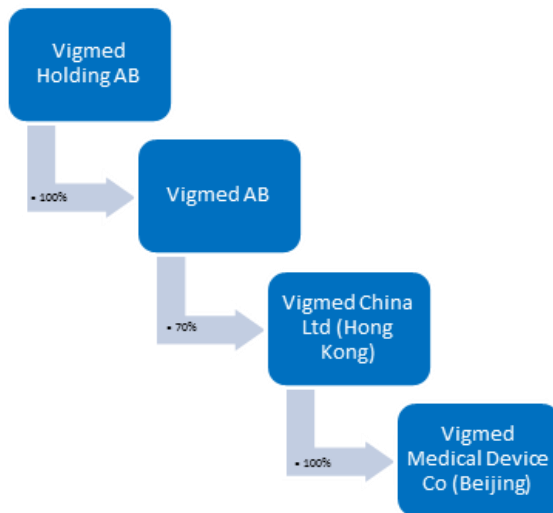 Vigmed
Holding AB
• 100%
Vigmed AB
• 70%
Vigmed China
Ltd (Hong
Kong)
• 100%
Vigmed
Medical Device
Co (Beijing)